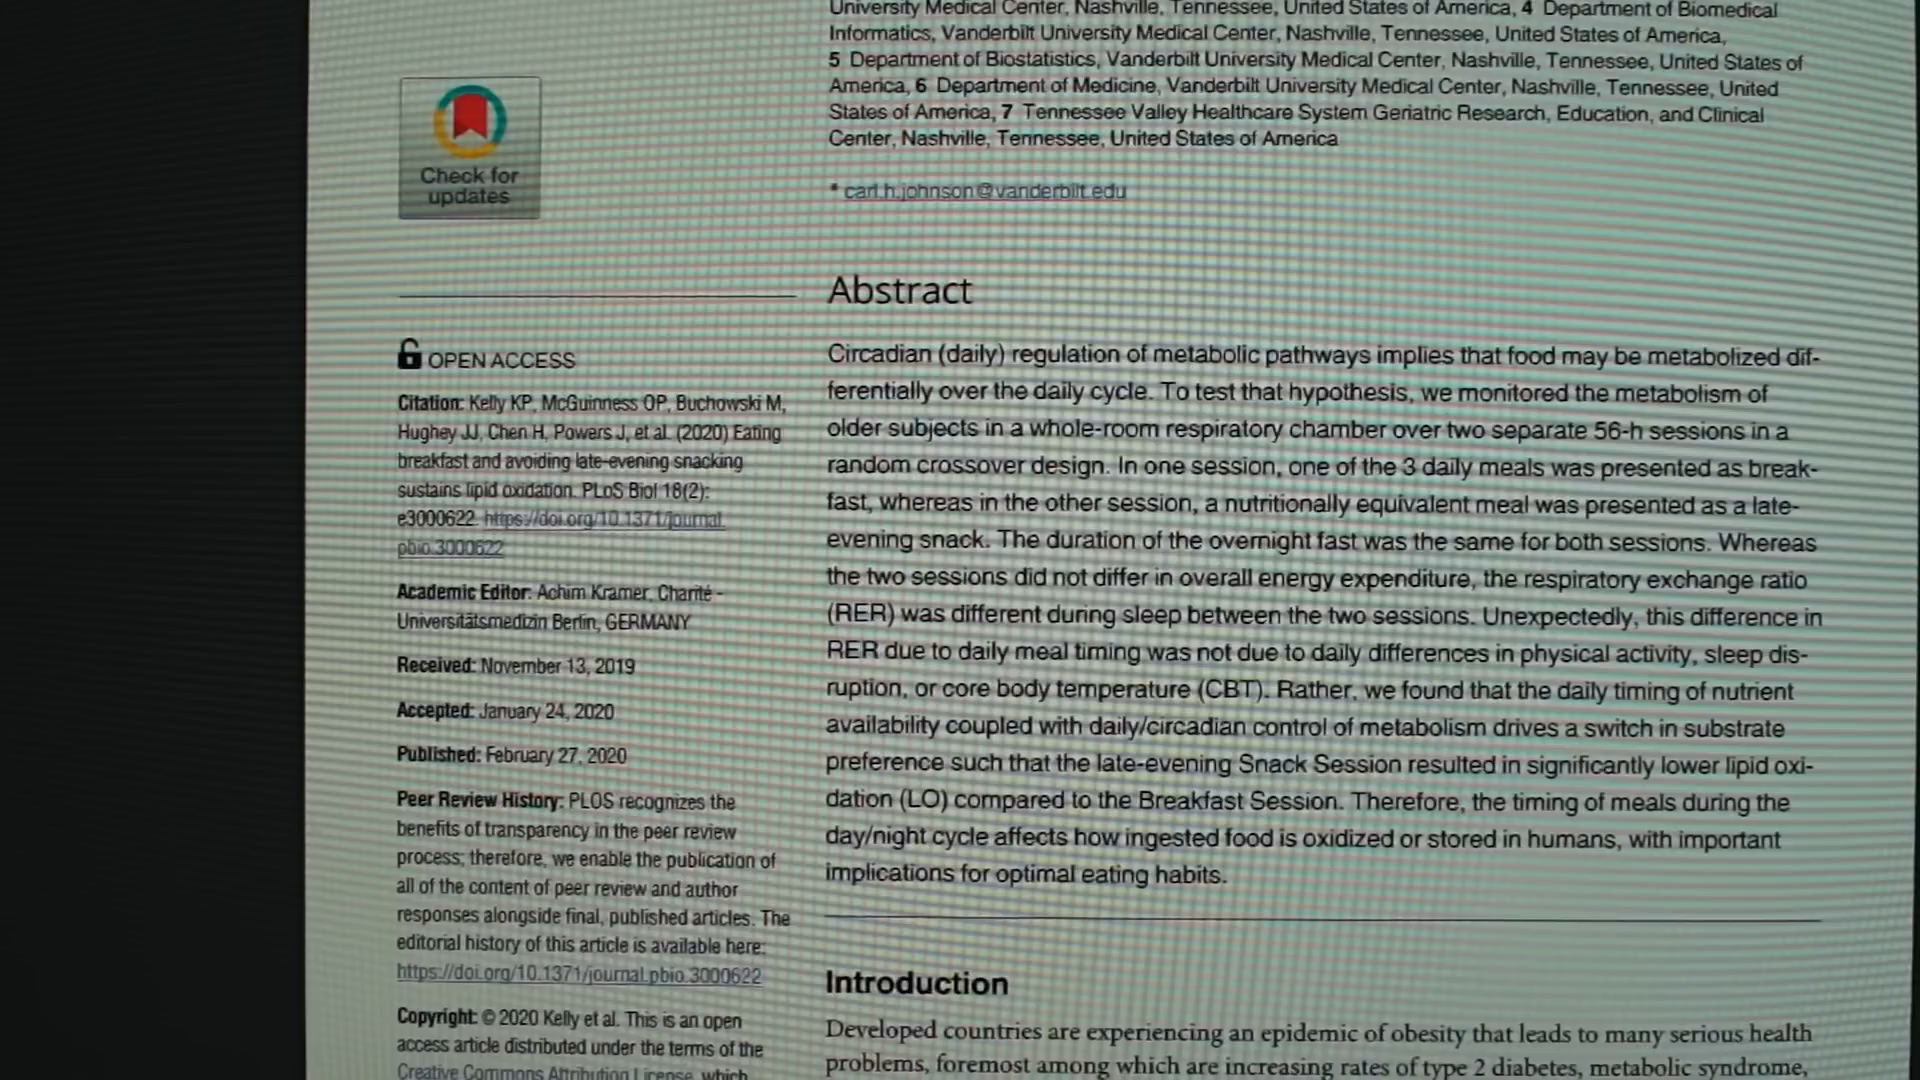 University Medical Center, Nashville, Tennessee, United States of America, 4 Department of Biomedical
Informatics, Vanderbilt University Medical Center, Nashville, Tennessee, United States of America,
5 Department of Biostatistics, Vanderbilt University Medical Center, Nashville, Tennessee, United States of
America, 6 Department of Medicine, Vanderbilt University Medical Center, Nashville, Tennessee, United
States of America, 7 Tennessee Valley Healthcare System Geriatric Research, Education, and Clinical
Center, Nashville, Tennessee, United States of America
* carl.h.johnson@vanderbilt.edu
Check for
updates
OPEN ACCESS
Citation: Kelly KP, McGuinness OP, Buchowski M,
Hughey JJ, Chen H, Powers J, et al. (2020) Eating
breakfast and avoiding late-evening snacking
sustains lipid oxidation. PLoS Biol 18(2):
e3000622. https://doi.org/10.1371/journal.
pbio.3000622
Academic Editor: Achim Kramer, Charité -
Universitätsmedizin Berlin, GERMANY
Received: November 13, 2019
Accepted: January 24, 2020
Published: February 27, 2020
Peer Review History: PLOS recognizes the
benefits of transparency in the peer review
process; therefore, we enable the publication of
all of the content of peer review and author
responses alongside final, published articles. The
editorial history of this article is available here:
https://doi.org/10.1371/journal.pbio.3000622
Copyright: © 2020 Kelly et al. This is an open
access article distributed under the terms of the
Creative Commons Attribution License, which
Abstract
Circadian (daily) regulation of metabolic pathways implies that food may be metabolized dif-
ferentially over the daily cycle. To test that hypothesis, we monitored the metabolism of
older subjects in a whole-room respiratory chamber over two separate 56-h sessions in a
random crossover design. In one session, one of the 3 daily meals was presented as break-
fast, whereas in the other session, a nutritionally equivalent meal was presented as a late-
evening snack. The duration of the overnight fast was the same for both sessions. Whereas
the two sessions did not differ in overall energy expenditure, the respiratory exchange ratio
(RER) was different during sleep between the two sessions. Unexpectedly, this difference in
RER due to daily meal timing was not due to daily differences in physical activity, sleep dis-
ruption, or core body temperature (CBT). Rather, we found that the daily timing of nutrient
availability coupled with daily/circadian control of metabolism drives a switch in substrate
preference such that the late-evening Snack Session resulted in significantly lower lipid oxi-
dation (LO) compared to the Breakfast Session. Therefore, the timing of meals during the
day/night cycle affects how ingested food is oxidized or stored in humans, with important
implications for optimal eating habits.
Introduction
Developed countries are experiencing an epidemic of obesity that leads to many serious health
problems, foremost among which are increasing rates of type 2 diabetes, metabolic syndrome,